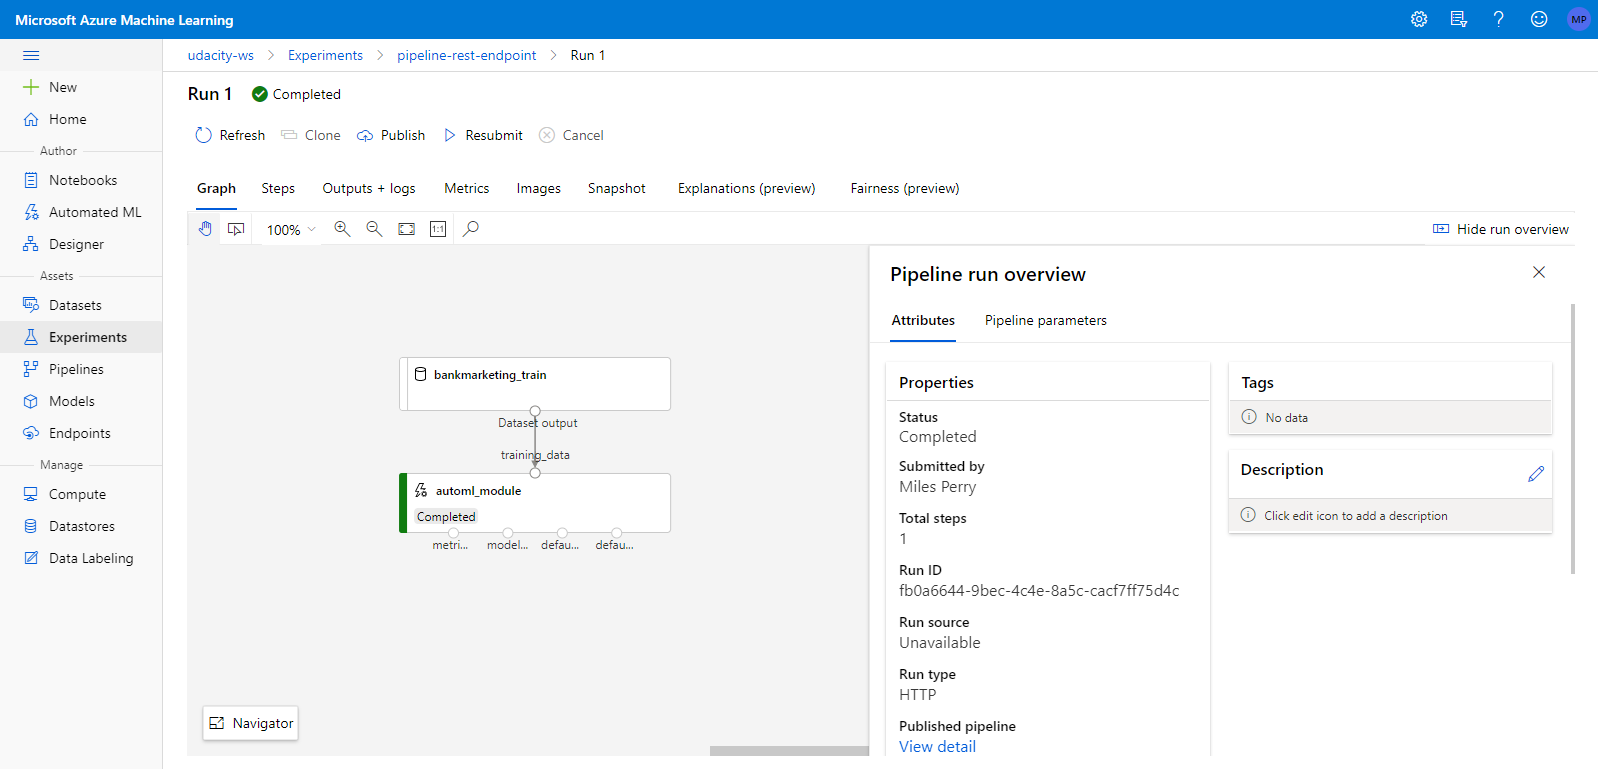 Microsoft Azure Machine Learning
MP
udacity-ws > Experiments > pipeline-rest-endpoint > Run 1
New
Home
Author
Notebooks
Automated ML
Designer
Assets
Datasets
Experiments
Pipelines
Models
Endpoints
Manage
Compute
Datastores
Data Labeling
Run 1 Completed
Refresh Clone Publish Resubmit Cancel
Graph Steps Outputs + logs Metrics Images Snapshot Explanations (preview) Fairness (preview)
100% 1:1 Hide run overview
bankmarketing_train
Dataset output
training_data
automl_module
Completed
metri... model... defau... defau...
Navigator
Pipeline run overview
Attributes Pipeline parameters
Properties
Status
Completed
Submitted by
Miles Perry
Total steps
1
Run ID
fb0a6644-9bec-4c4e-8a5c-cacf7ff75d4c
Run source
Unavailable
Run type
HTTP
Published pipeline
View detail
Tags
No data
Description
Click edit icon to add a description